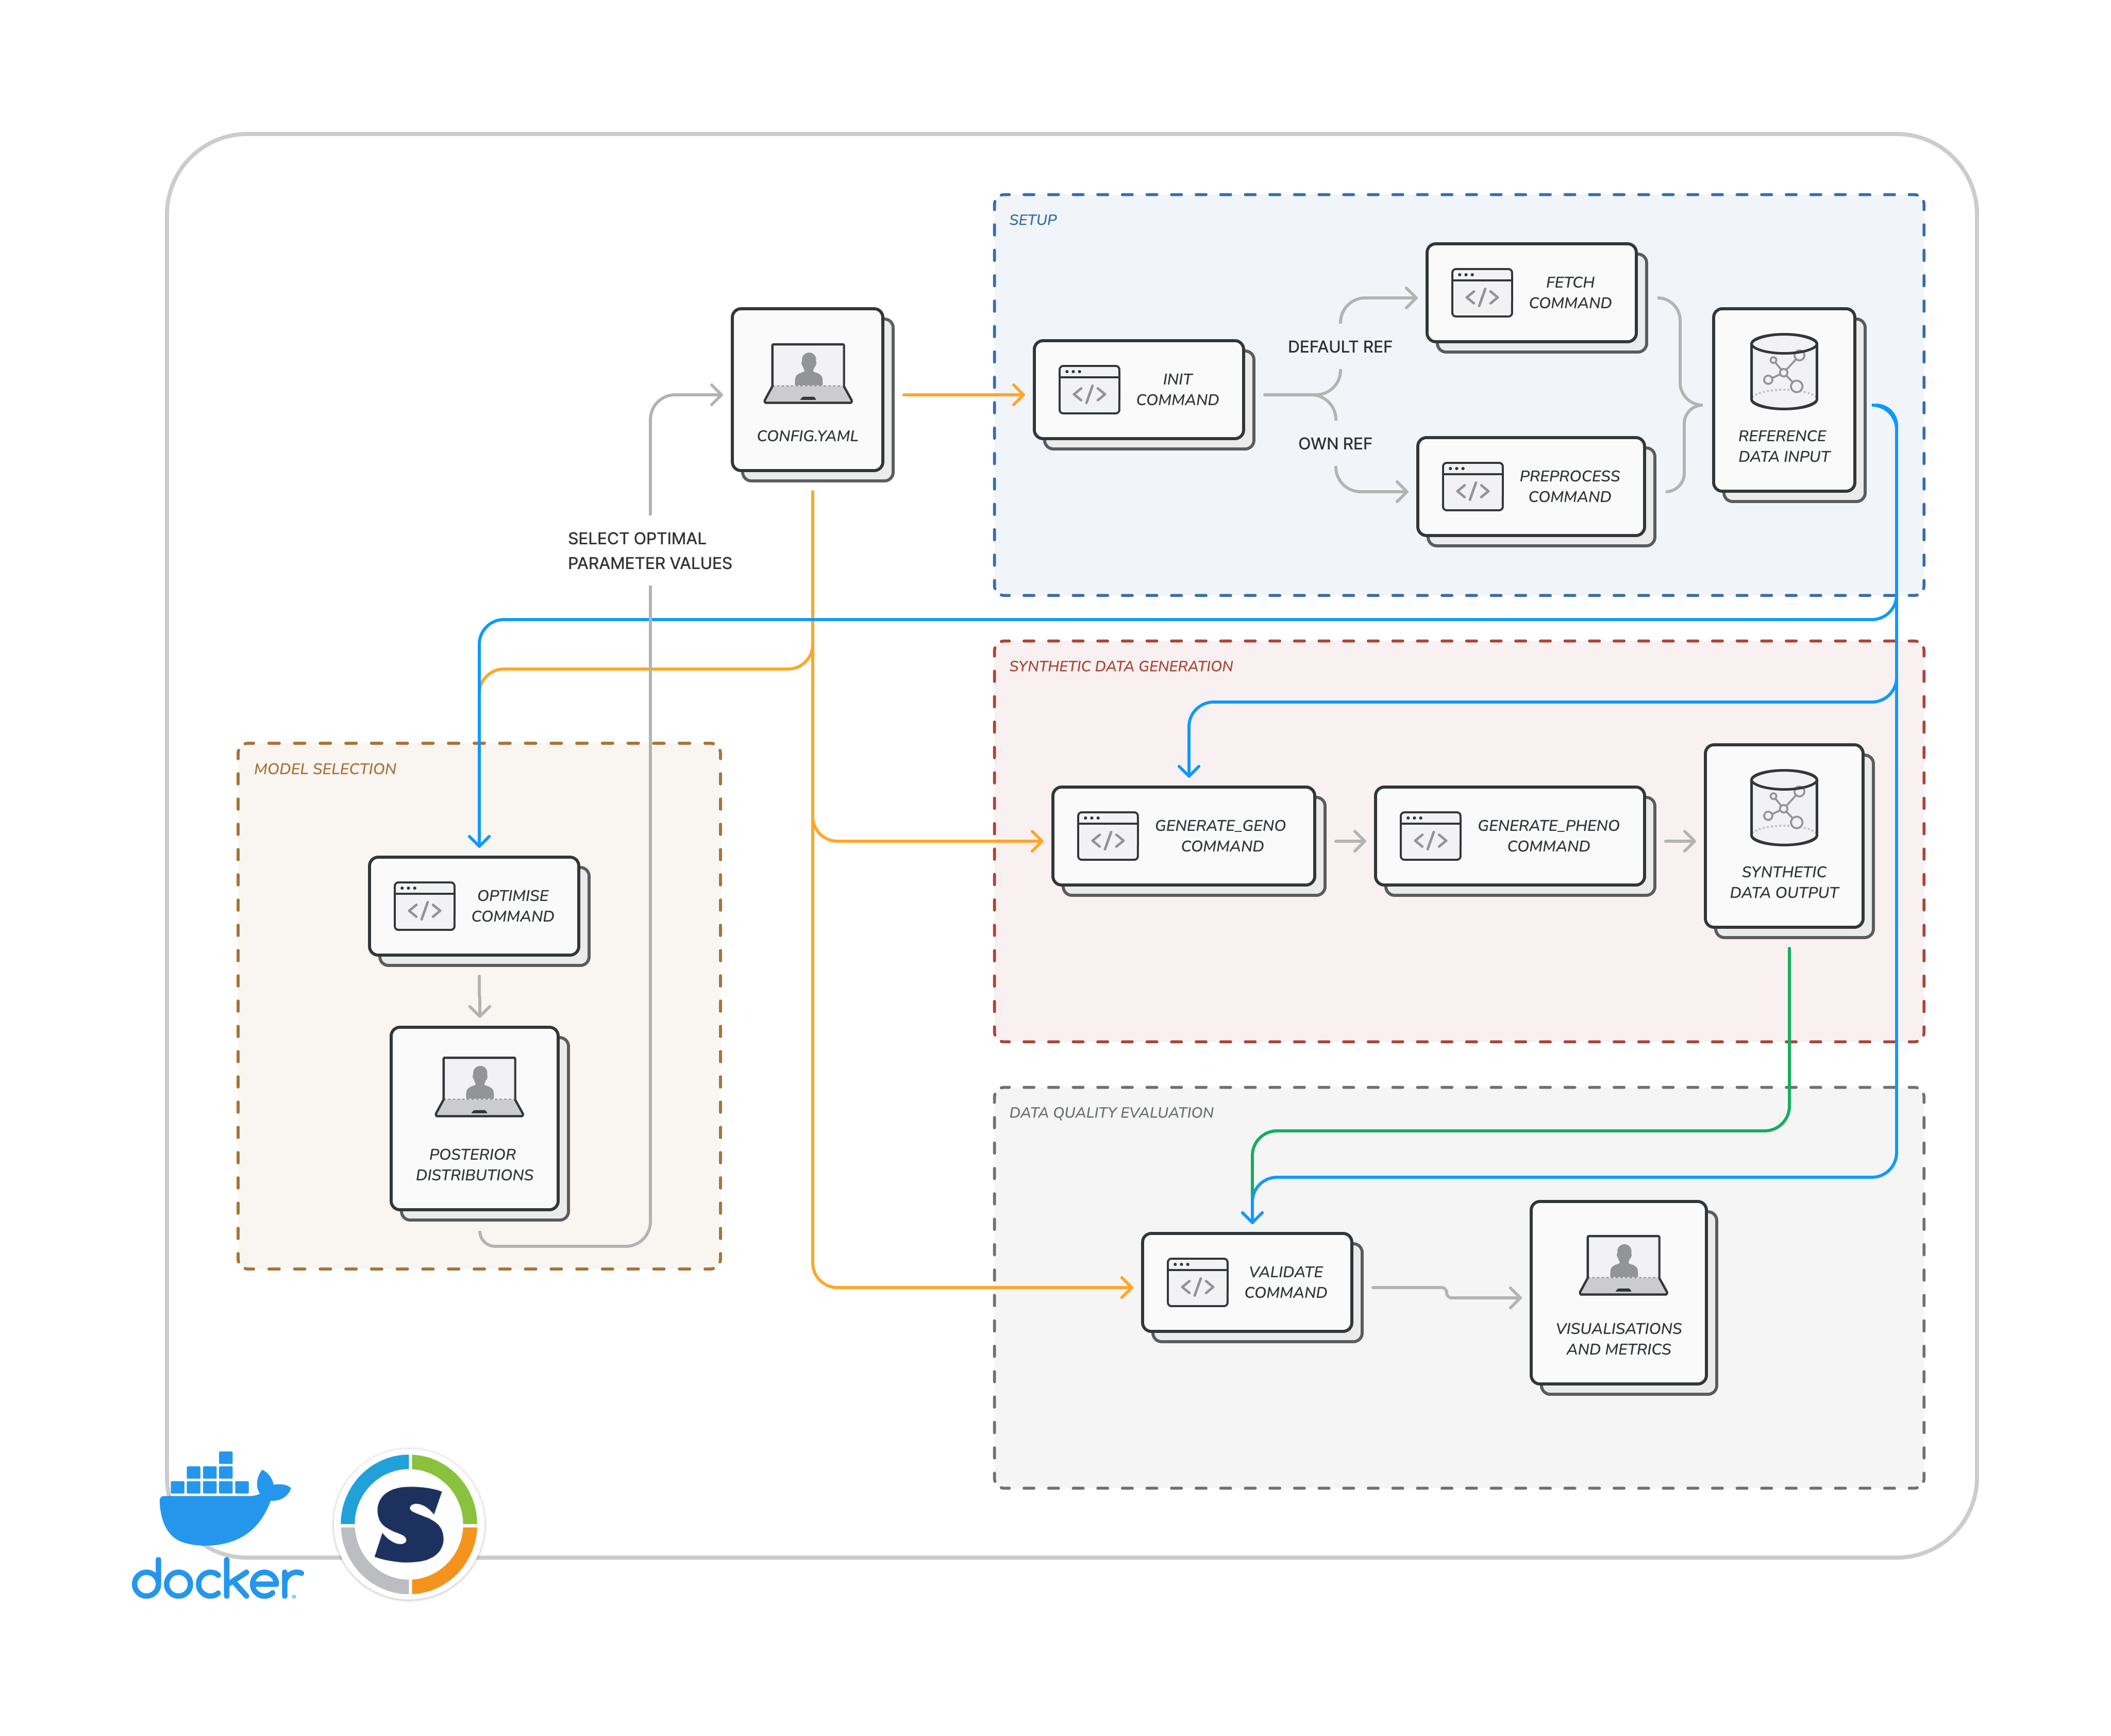 SETUP
FETCH
COMMAND
DEFAULT REF
INIT
COMMAND
CONFIG.YAML
OWN REF
REFERENCE
DATA INPUT
PREPROCESS
COMMAND
SELECT OPTIMAL
PARAMETER VALUES
SYNTHETIC DATA GENERATION
MODEL SELECTION
GENERATE_GENO
COMMAND
GENERATE_PHENO
COMMAND
SYNTHETIC
DATA OUTPUT
OPTIMISE
COMMAND
DATA QUALITY EVALUATION
POSTERIOR
DISTRIBUTIONS
VALIDATE
COMMAND
VISUALISATIONS
AND METRICS
docker
S